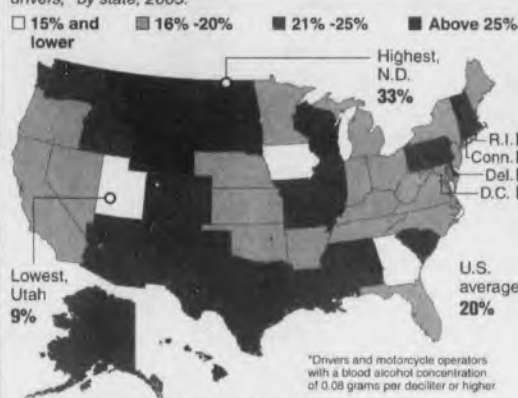 drivers,* by state, 2005.
15% and lower
16% -20%
21% -25%
Above 25%
Highest,
N.D.
33%
R.I.
Conn.
Del.
D.C.
Lowest,
Utah
9%
U.S.
average
20%
*Drivers and motorcycle operators
with a blood alcohol concentration
of 0.08 grams per deciliter or higher